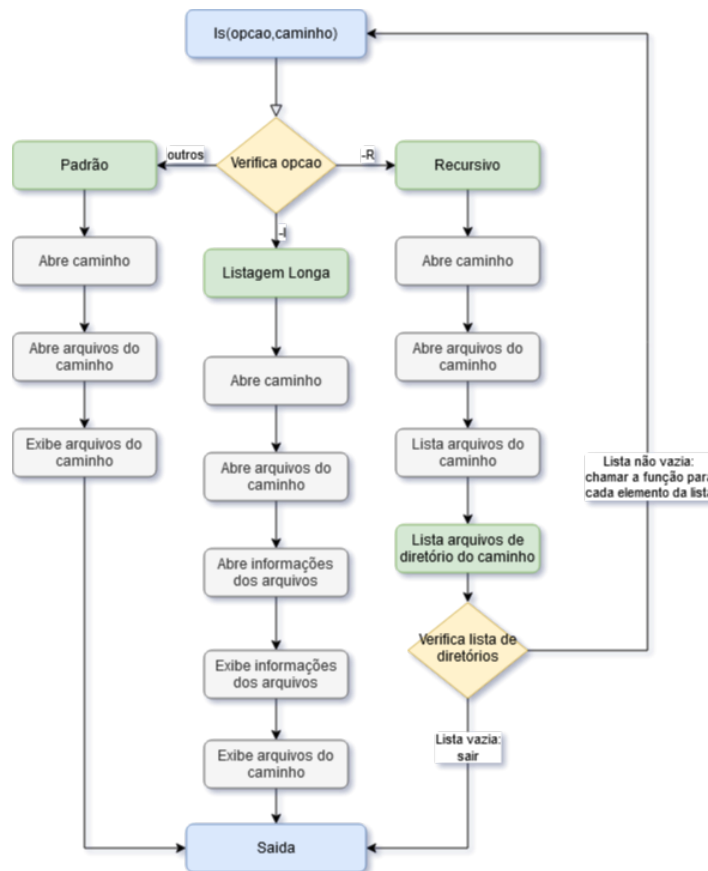 ls(opcao,caminho)
Verifica opcao
outros
-R
-l
Padrão
Abre caminho
Abre arquivos do
caminho
Exibe arquivos do
caminho
Listagem Longa
Abre caminho
Abre arquivos do
caminho
Abre informações
dos arquivos
Exibe informações
dos arquivos
Exibe arquivos do
caminho
Recursivo
Abre caminho
Abre arquivos do
caminho
Lista arquivos do
caminho
Lista arquivos de
diretório do caminho
Verifica lista de
diretórios
Lista não vazia:
chamar a função para
cada elemento da lista
Lista vazia:
sair
Saida